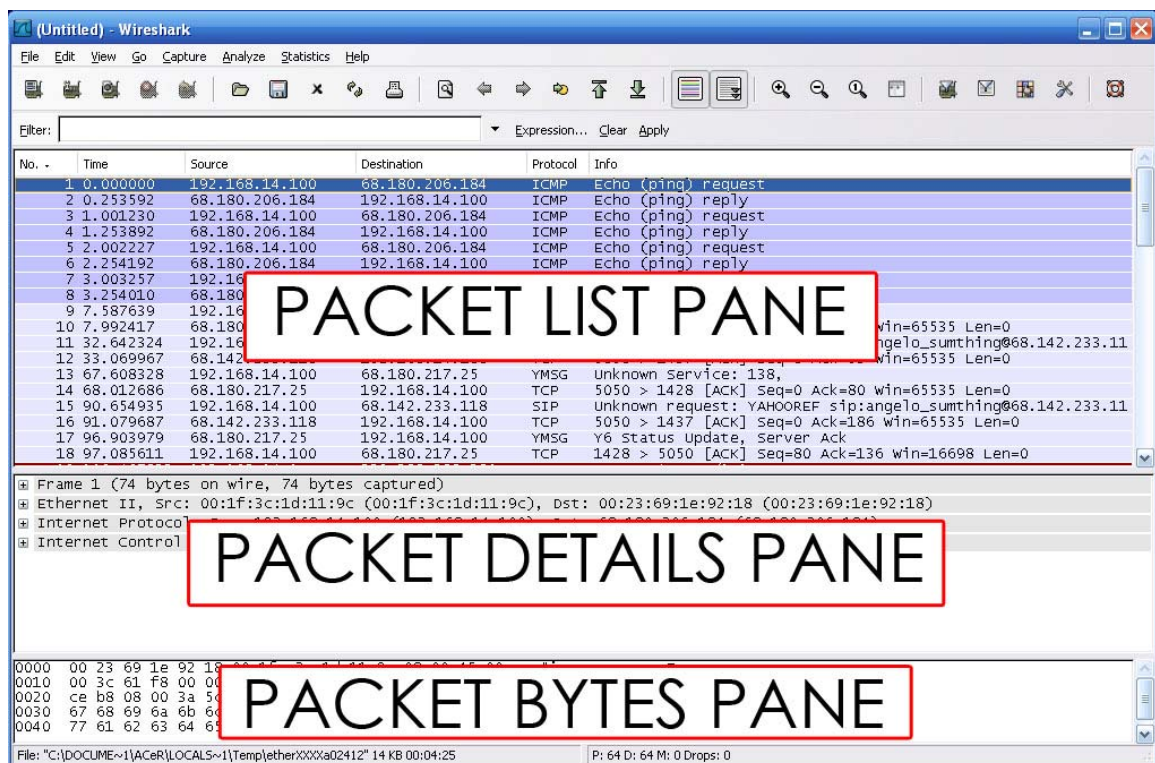 (Untitled) - Wireshark
File Edit View Go Capture Analyze Statistics Help
Filter: Expression... Clear Apply
No. - Time Source Destination Protocol Info
1 0.000000 192.168.14.100 68.180.206.184 ICMP Echo (ping) request
2 0.253592 68.180.206.184 192.168.14.100 ICMP Echo (ping) reply
3 1.001230 192.168.14.100 68.180.206.184 ICMP Echo (ping) request
4 1.253892 68.180.206.184 192.168.14.100 ICMP Echo (ping) reply
5 2.002227 192.168.14.100 68.180.206.184 ICMP Echo (ping) request
6 2.254192 68.180.206.184 192.168.14.100 ICMP Echo (ping) reply
7 3.003257 192.16
8 3.254010 68.180
9 7.587639 192.16
PACKET LIST PANE
10 7.992417 68.180 Win=65535 Len=0
11 32.642324 192.16 angelo_sumthing@68.142.233.11
12 33.069967 68.142 Win=65535 Len=0
13 67.608328 192.168.14.100 68.180.217.25 YMSG Unknown Service: 138,
14 68.012686 68.180.217.25 192.168.14.100 TCP 5050 > 1428 [ACK] Seq=0 Ack=80 Win=65535 Len=0
15 90.654935 192.168.14.100 68.142.233.118 SIP Unknown request: YAHOOREF sip:angelo_sumthing@68.142.233.11
16 91.079687 68.142.233.118 192.168.14.100 TCP 5050 > 1437 [ACK] Seq=0 Ack=186 Win=65535 Len=0
17 96.903979 68.180.217.25 192.168.14.100 YMSG Y6 Status Update, Server Ack
18 97.085611 192.168.14.100 68.180.217.25 TCP 1428 > 5050 [ACK] Seq=80 Ack=136 Win=16698 Len=0
Frame 1 (74 bytes on wire, 74 bytes captured)
Ethernet II, Src: 00:1f:3c:1d:11:9c (00:1f:3c:1d:11:9c), Dst: 00:23:69:1e:92:18 (00:23:69:1e:92:18)
Internet Protocol
Internet Control
PACKET DETAILS PANE
0000 00 23 69 1e 92 18
0010 00 3c 61 f8 00
0020 ce b8 08 00 3a
0030 67 68 69 6a 6b
0040 77 61 62 63 64
PACKET BYTES PANE
File: "C:\DOCUME~1\ACeR\LOCALS~1\Temp\etherXXXXa02412" 14 KB 00:04:25 P: 64 D: 64 M: 0 Drops: 0